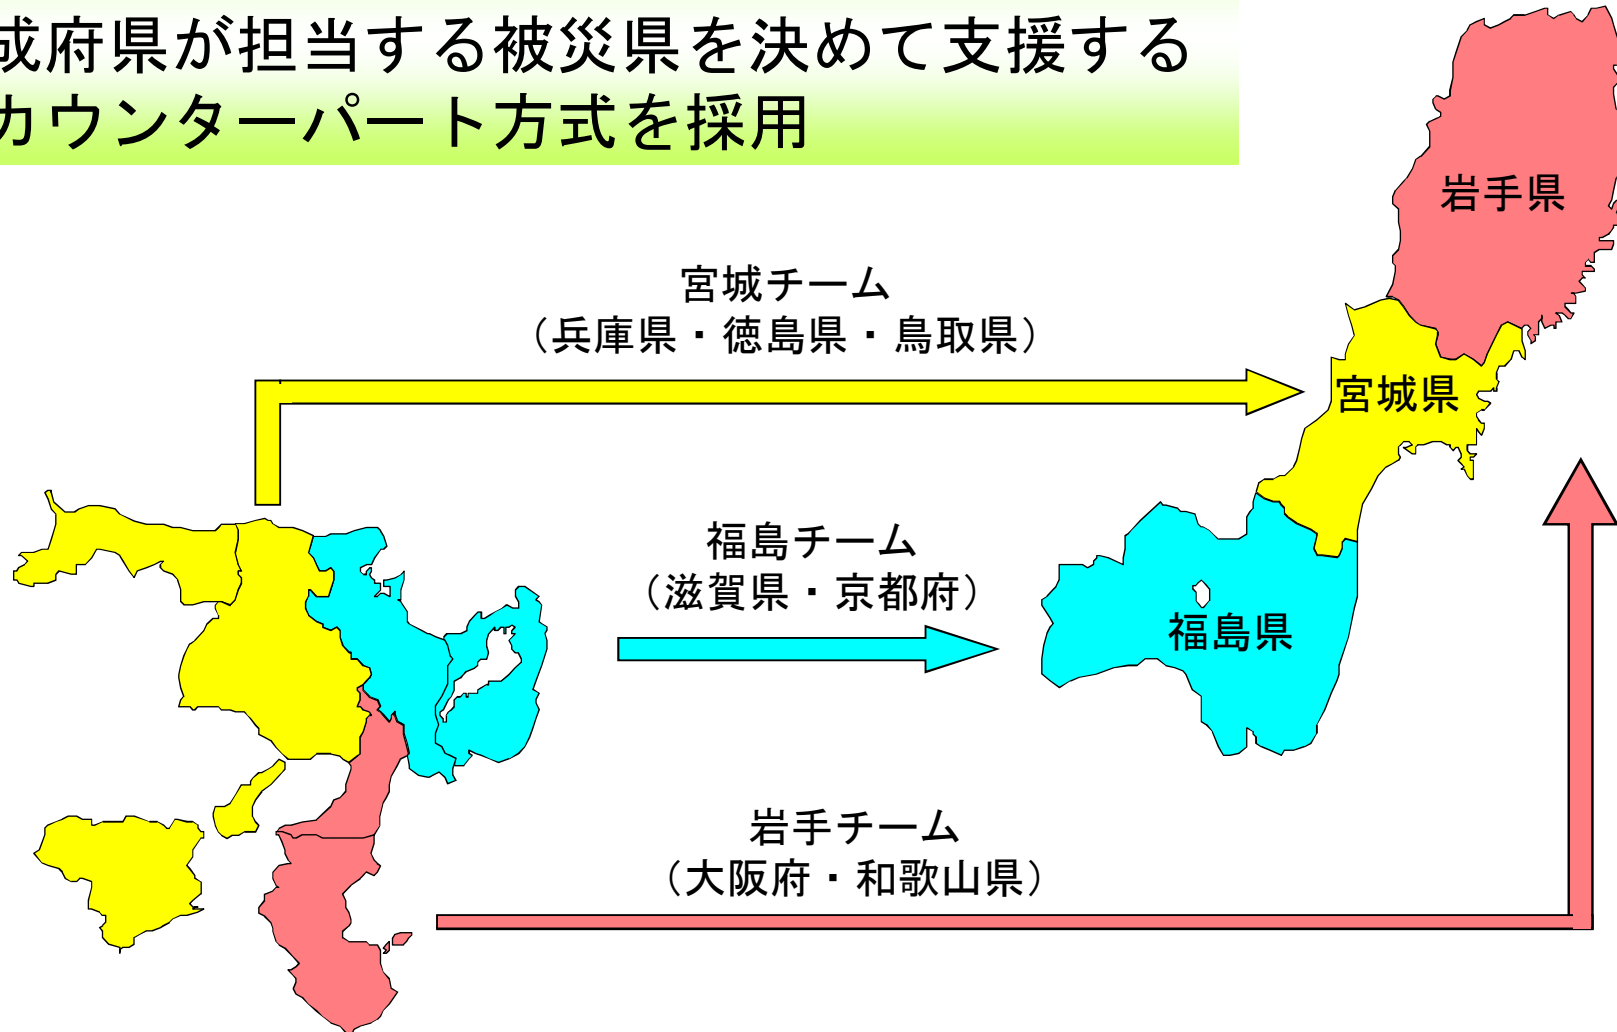 成府県が担当する被災県を決めて支援する
カウンターパート方式を採用
岩手県
宮城チーム
（兵庫県・徳島県・鳥取県）
宮城県
福島チーム
（滋賀県・京都府）
福島県
岩手チーム
（大阪府・和歌山県）